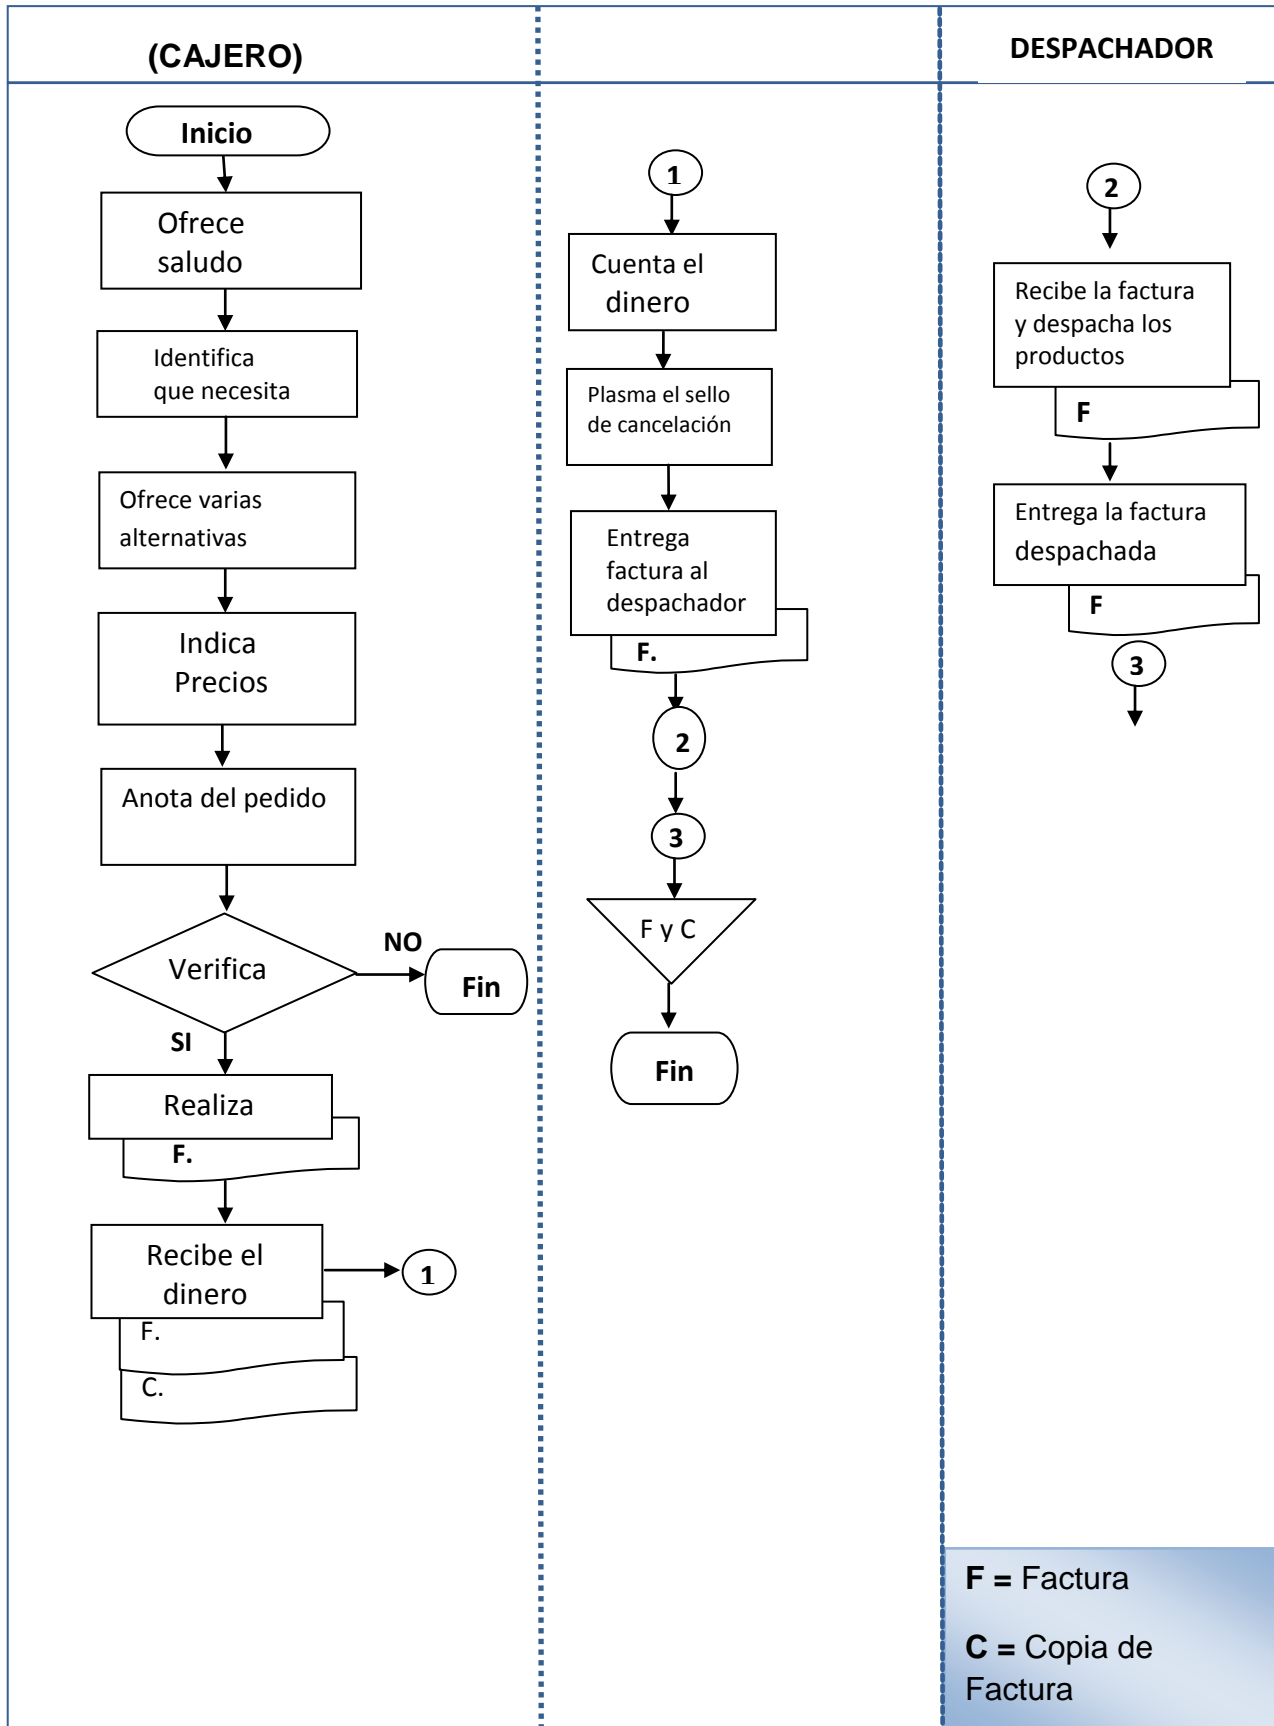 (CAJERO)
DESPACHADOR
Inicio
Ofrece
saludo
Identifica
que necesita
Ofrece varias
alternativas
Indica
Precios
Anota del pedido
Verifica
NO
Fin
SI
Realiza
F.
Recibe el
dinero
1
F.
C.
1
Cuenta el
dinero
Plasma el sello
de cancelación
Entrega
factura al
despachador
F.
2
3
F y C
Fin
2
Recibe la factura
y despacha los
productos
F
Entrega la factura
despachada
F
3
F = Factura
C = Copia de
Factura